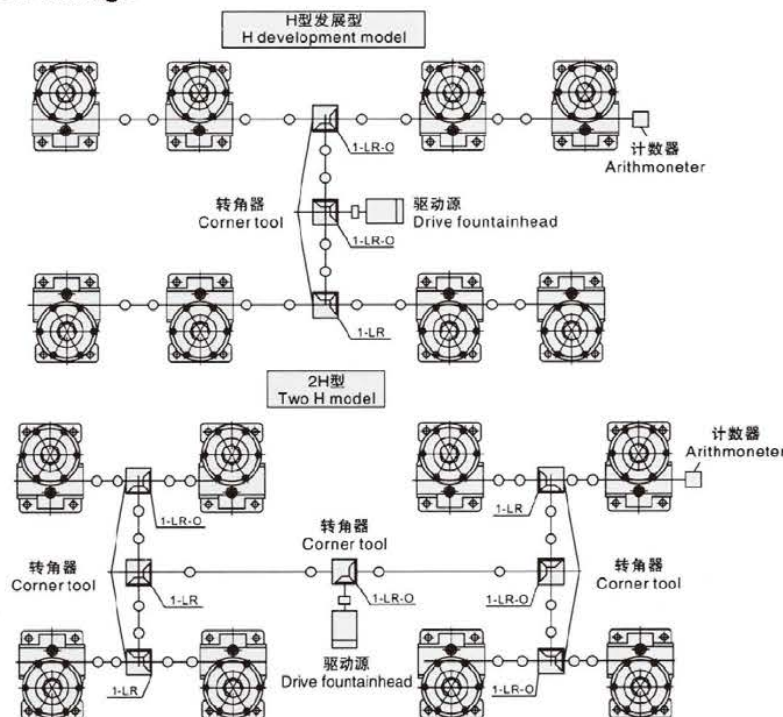 H型发展型
H development model
1-LR-O
计数器
Arithmoneter
转角器
Corner tool
驱动源
Drive fountainhead
1-LR-O
1-LR
2H型
Two H model
计数器
Arithmoneter
1-LR-O
1-LR
转角器
Corner tool
转角器
Corner tool
转角器
Corner tool
1-LR
1-LR-O
1-LR-O
驱动源
Drive fountainhead
1-LR
1-LR-O